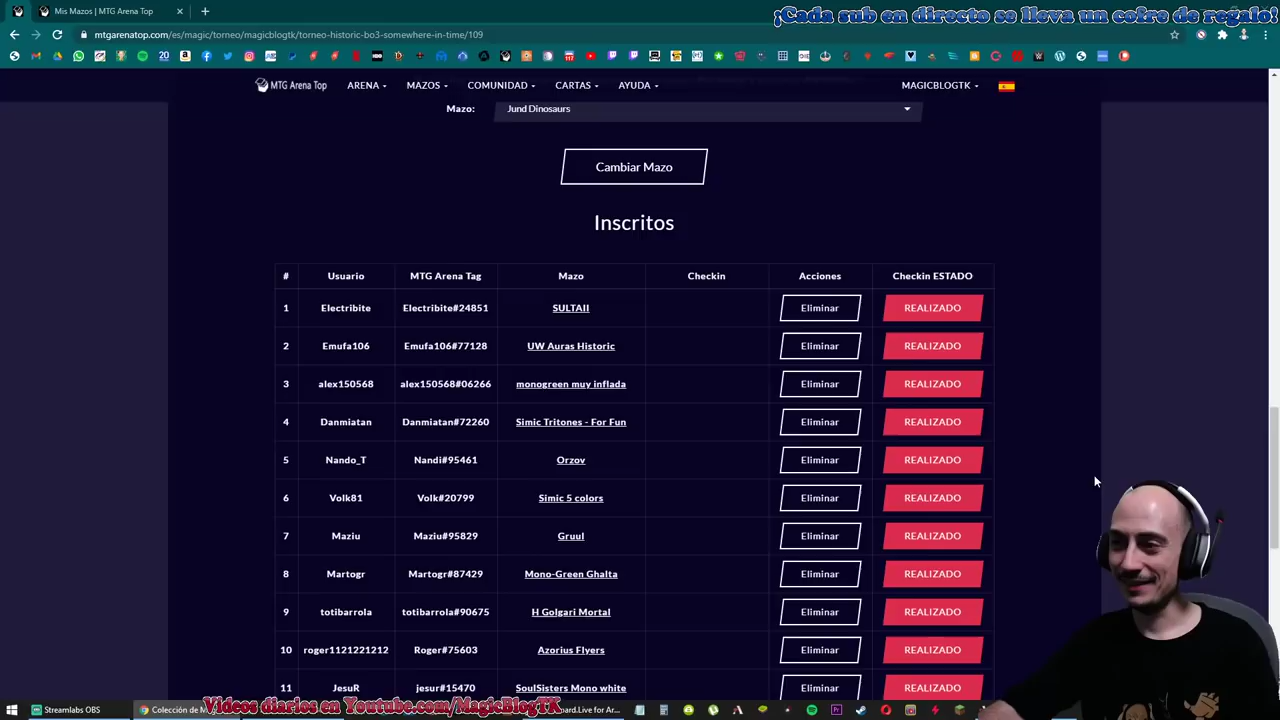 Mis Mazos | MTG Arena Top
¡Cada sub en directo se lleva un cofre de regalo!
mtgarenatop.com/es/magic/torneo/magicblogtk/torneo-historic-bo3-somewhere-in-time/109
MTG Arena Top ARENA MAZOS COMUNIDAD CARTAS AYUDA MAGICBLOGTK
Mazo: Jund Dinosaurs
Cambiar Mazo
Inscritos
# Usuario MTG Arena Tag Mazo Checkin Acciones Checkin ESTADO
1 Electribite Electribite#24851 SULTAII Eliminar REALIZADO
2 Emufa106 Emufa106#77128 UW Auras Historic Eliminar REALIZADO
3 alex150568 alex150568#06266 monogreen muy inflada Eliminar REALIZADO
4 Danmiatan Danmiatan#72260 Simic Tritones - For Fun Eliminar REALIZADO
5 Nando_T Nandi#95461 Orzov Eliminar REALIZADO
6 Volk81 Volk#20799 Simic 5 colors Eliminar REALIZADO
7 Maziu Maziu#95829 Gruul Eliminar REALIZADO
8 Martogr Martogr#87429 Mono-Green Ghalta Eliminar REALIZADO
9 totibarrola totibarrola#90675 H Golgari Mortal Eliminar REALIZADO
10 roger1121221212 Roger#75603 Azorius Flyers Eliminar REALIZADO
11 JesuR jesur#15470 SoulSisters Mono white Eliminar REALIZADO
Videos diarios en Youtube.com/MagicBlogTK
Streamlabs OBS Colección de M